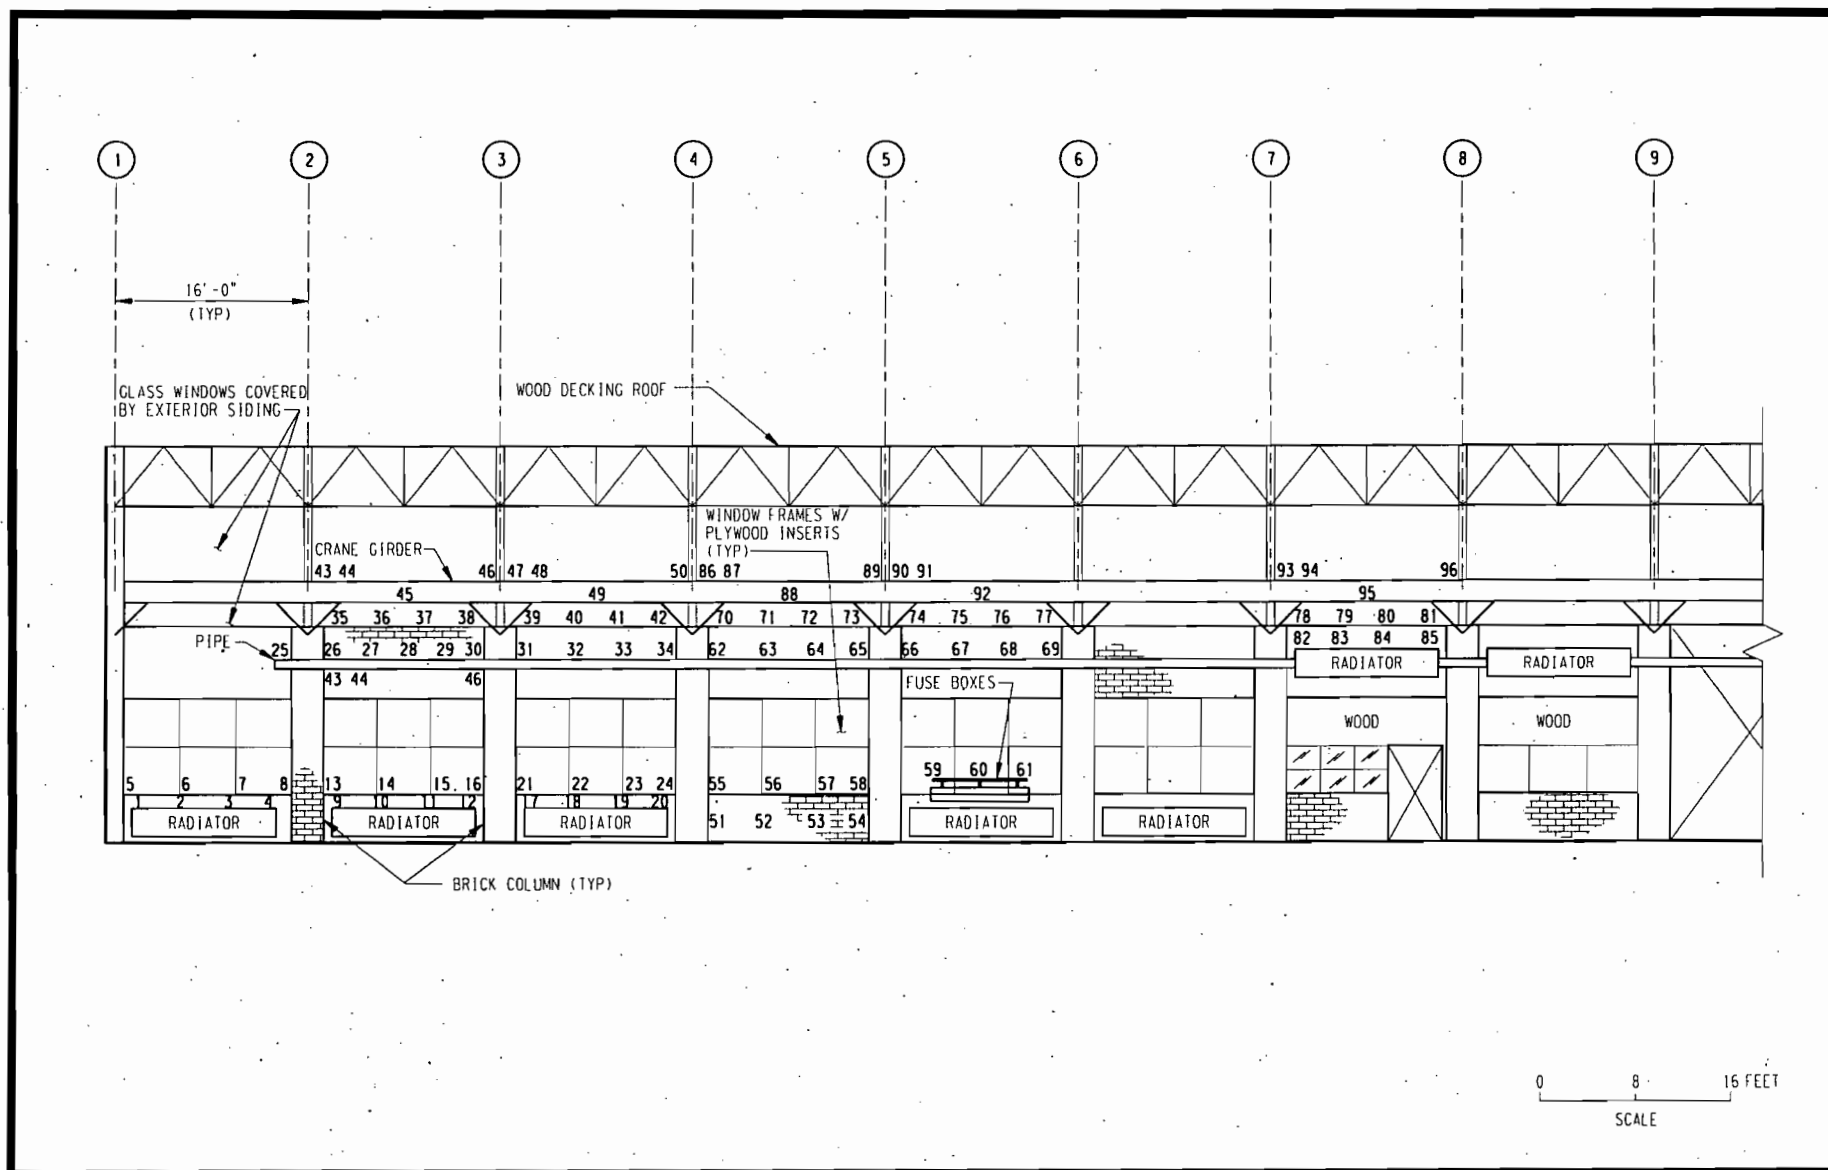 1 2 3 4 5 6 7 8 9
16'-0"
(TYP)
GLASS WINDOWS COVERED
BY EXTERIOR SIDING
WOOD DECKING ROOF
WINDOW FRAMES W/
PLYWOOD INSERTS
(TYP)
CRANE GIRDER
43 44 46 47 48 50 86 87 89 90 91 93 94 96
45 49 88 92 95
35 36 37 38 39 40 41 42 70 71 72 73 74 75 76 77 78 79 80 81
82 83 84 85
PIPE
25 26 27 28 29 30 31 32 33 34 62 63 64 65 66 67 68 69
RADIATOR RADIATOR
43 44 46
FUSE BOXES
WOOD WOOD
59 60 61
5 6 7 8 13 14 15. 16 21 22 23 24 55 56 57 58
1 2 3 4 9 10 11 12 17 18 19 20
RADIATOR RADIATOR RADIATOR 51 52 53 54 RADIATOR RADIATOR
BRICK COLUMN (TYP)
0 8 16 FEET
SCALE